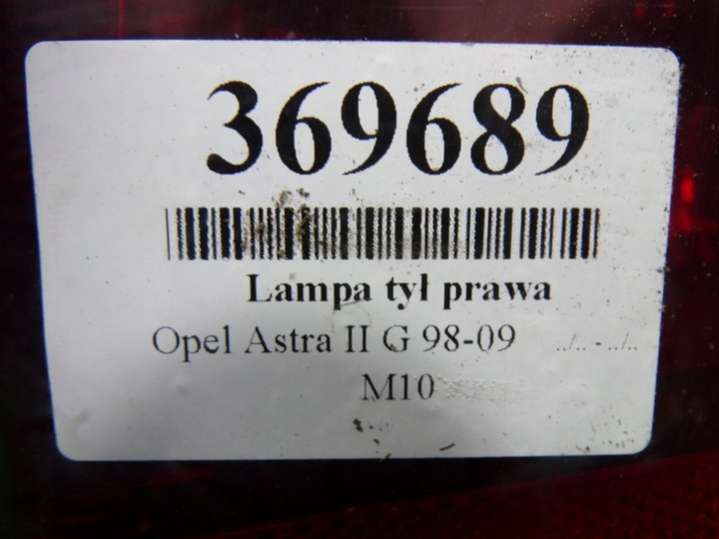 369689
Lampa tył prawa
Opel Astra II G 98-09 ../.. - ../..
M10